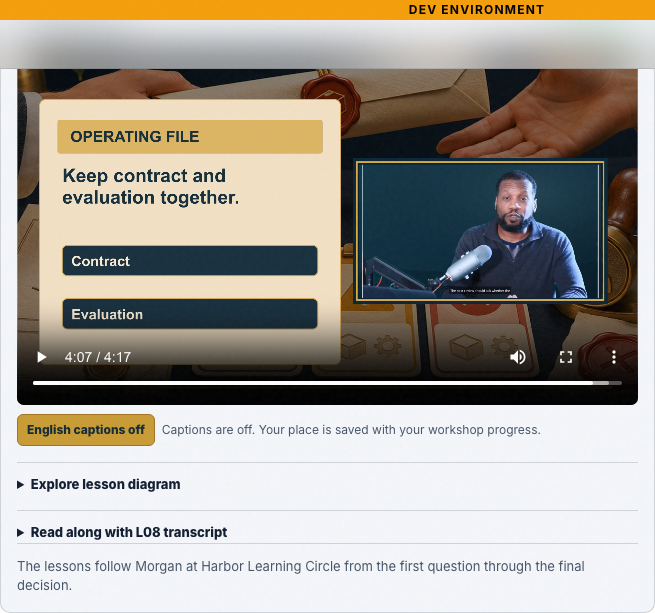 DEV ENVIRONMENT
OPERATING FILE
Keep contract and
evaluation together.
Contract
Evaluation
4:07 / 4:17
English captions off
Captions are off. Your place is saved with your workshop progress.
Explore lesson diagram
Read along with L08 transcript
The lessons follow Morgan at Harbor Learning Circle from the first question through the final
decision.